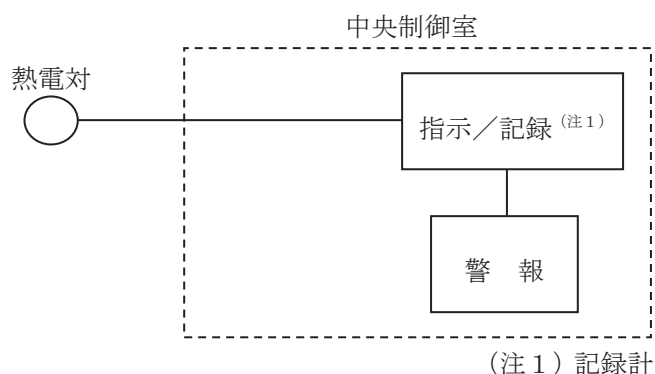 中央制御室
熱電対
指示／記録（注１）
警　報
（注１）記録計